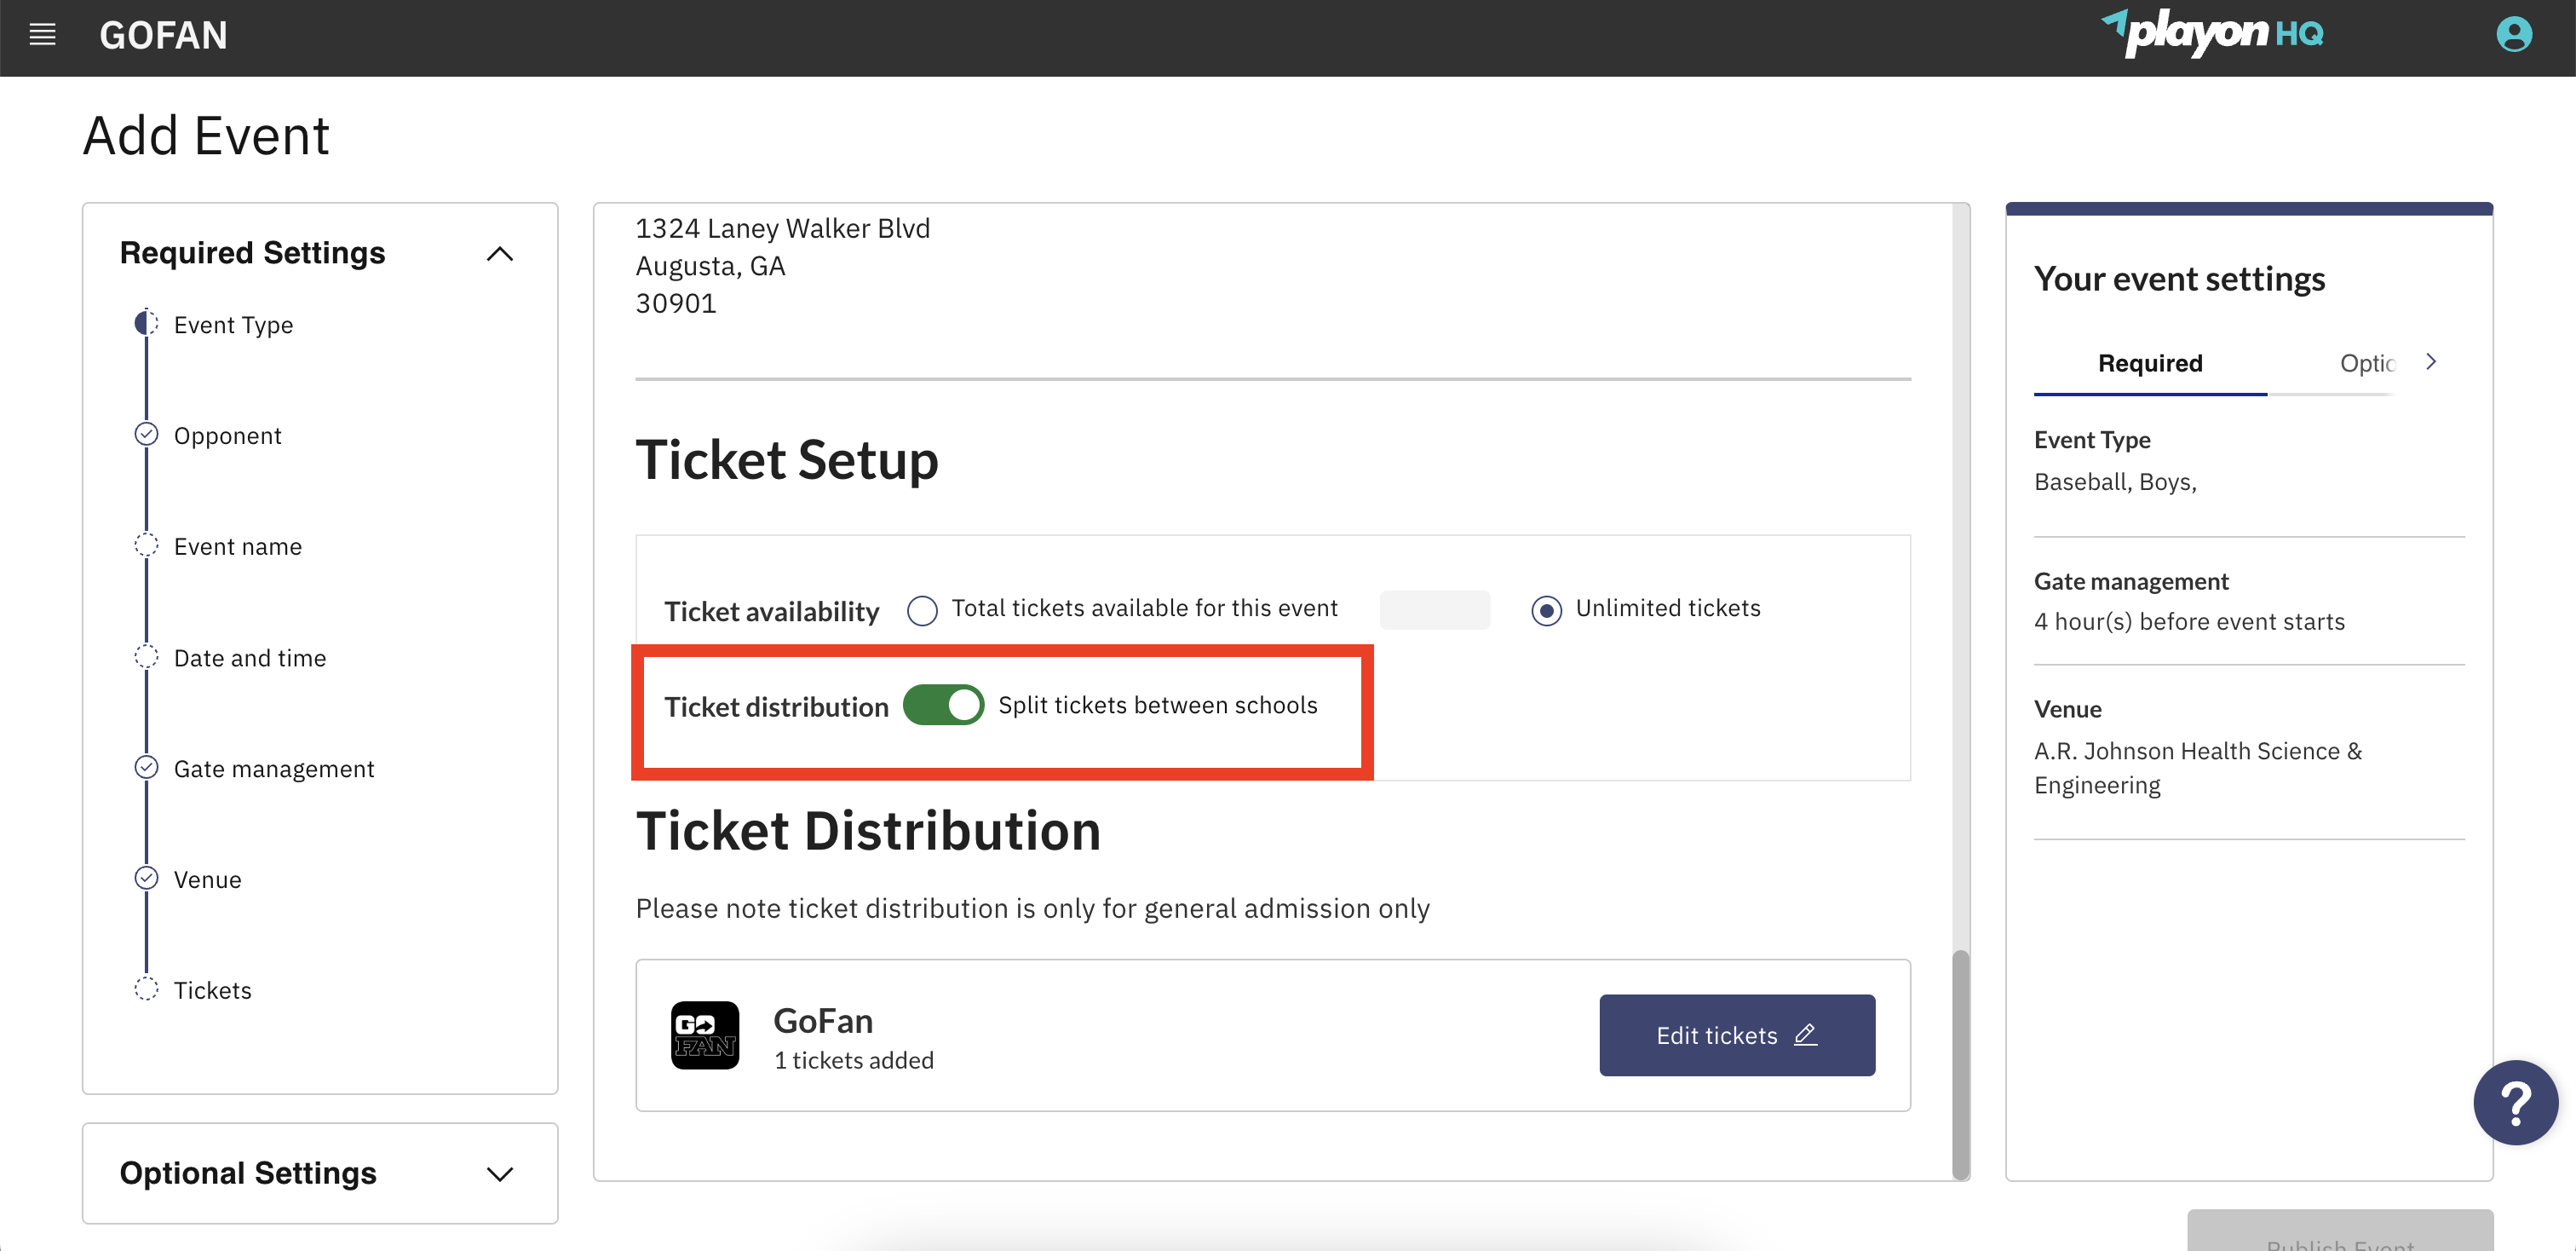 GOFAN
playon HQ
Add Event
Required Settings
Event Type
Opponent
Event name
Date and time
Gate management
Venue
Tickets
Optional Settings
1324 Laney Walker Blvd
Augusta, GA
30901
Ticket Setup
Ticket availability Total tickets available for this event Unlimited tickets
Ticket distribution Split tickets between schools
Ticket Distribution
Please note ticket distribution is only for general admission only
GO
FAN
GoFan
1 tickets added
Edit tickets
Your event settings
Required Optio
Event Type
Baseball, Boys,
Gate management
4 hour(s) before event starts
Venue
A.R. Johnson Health Science &
Engineering
?
Publish Event